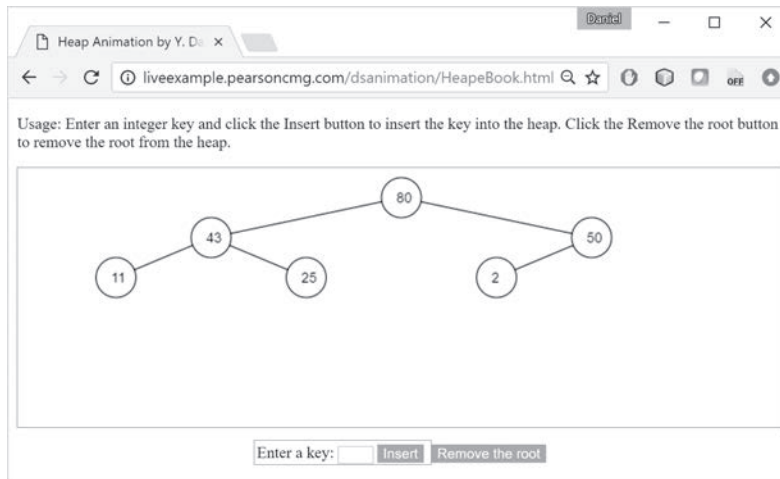 Daniel
Heap Animation by Y. Da
liveexample.pearsoncmg.com/dsanimation/HeapeBook.html
OFF
Usage: Enter an integer key and click the Insert button to insert the key into the heap. Click the Remove the root button
to remove the root from the heap.
80
43
50
11
25
2
Enter a key: Insert Remove the root